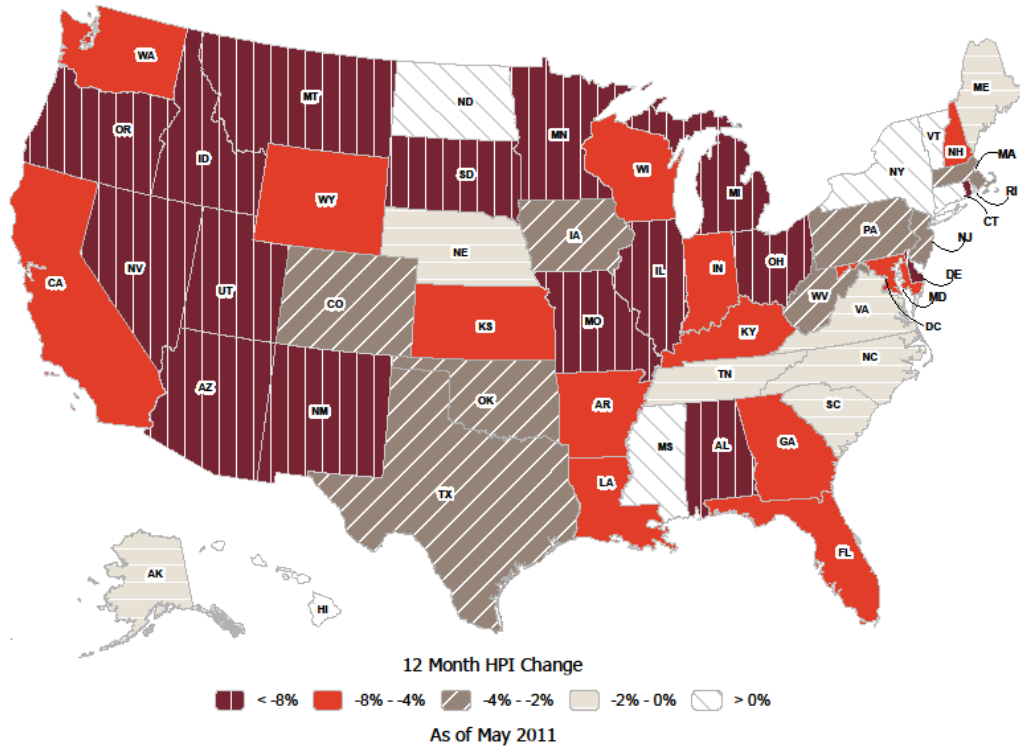 WA
ME
MT
ND
VT
OR
MN
NH
MA
ID
SD
WI
NY
RI
MI
WY
CT
PA
NJ
IA
NE
OH
IL
IN
DE
NV
UT
CA
CO
WV
MD
VA
KS
MO
KY
DC
NC
TN
AZ
OK
NM
AR
SC
MS
AL
GA
LA
TX
FL
AK
HI
12 Month HPI Change
< -8%
-8% - -4%
-4% - -2%
-2% - 0%
> 0%
As of May 2011